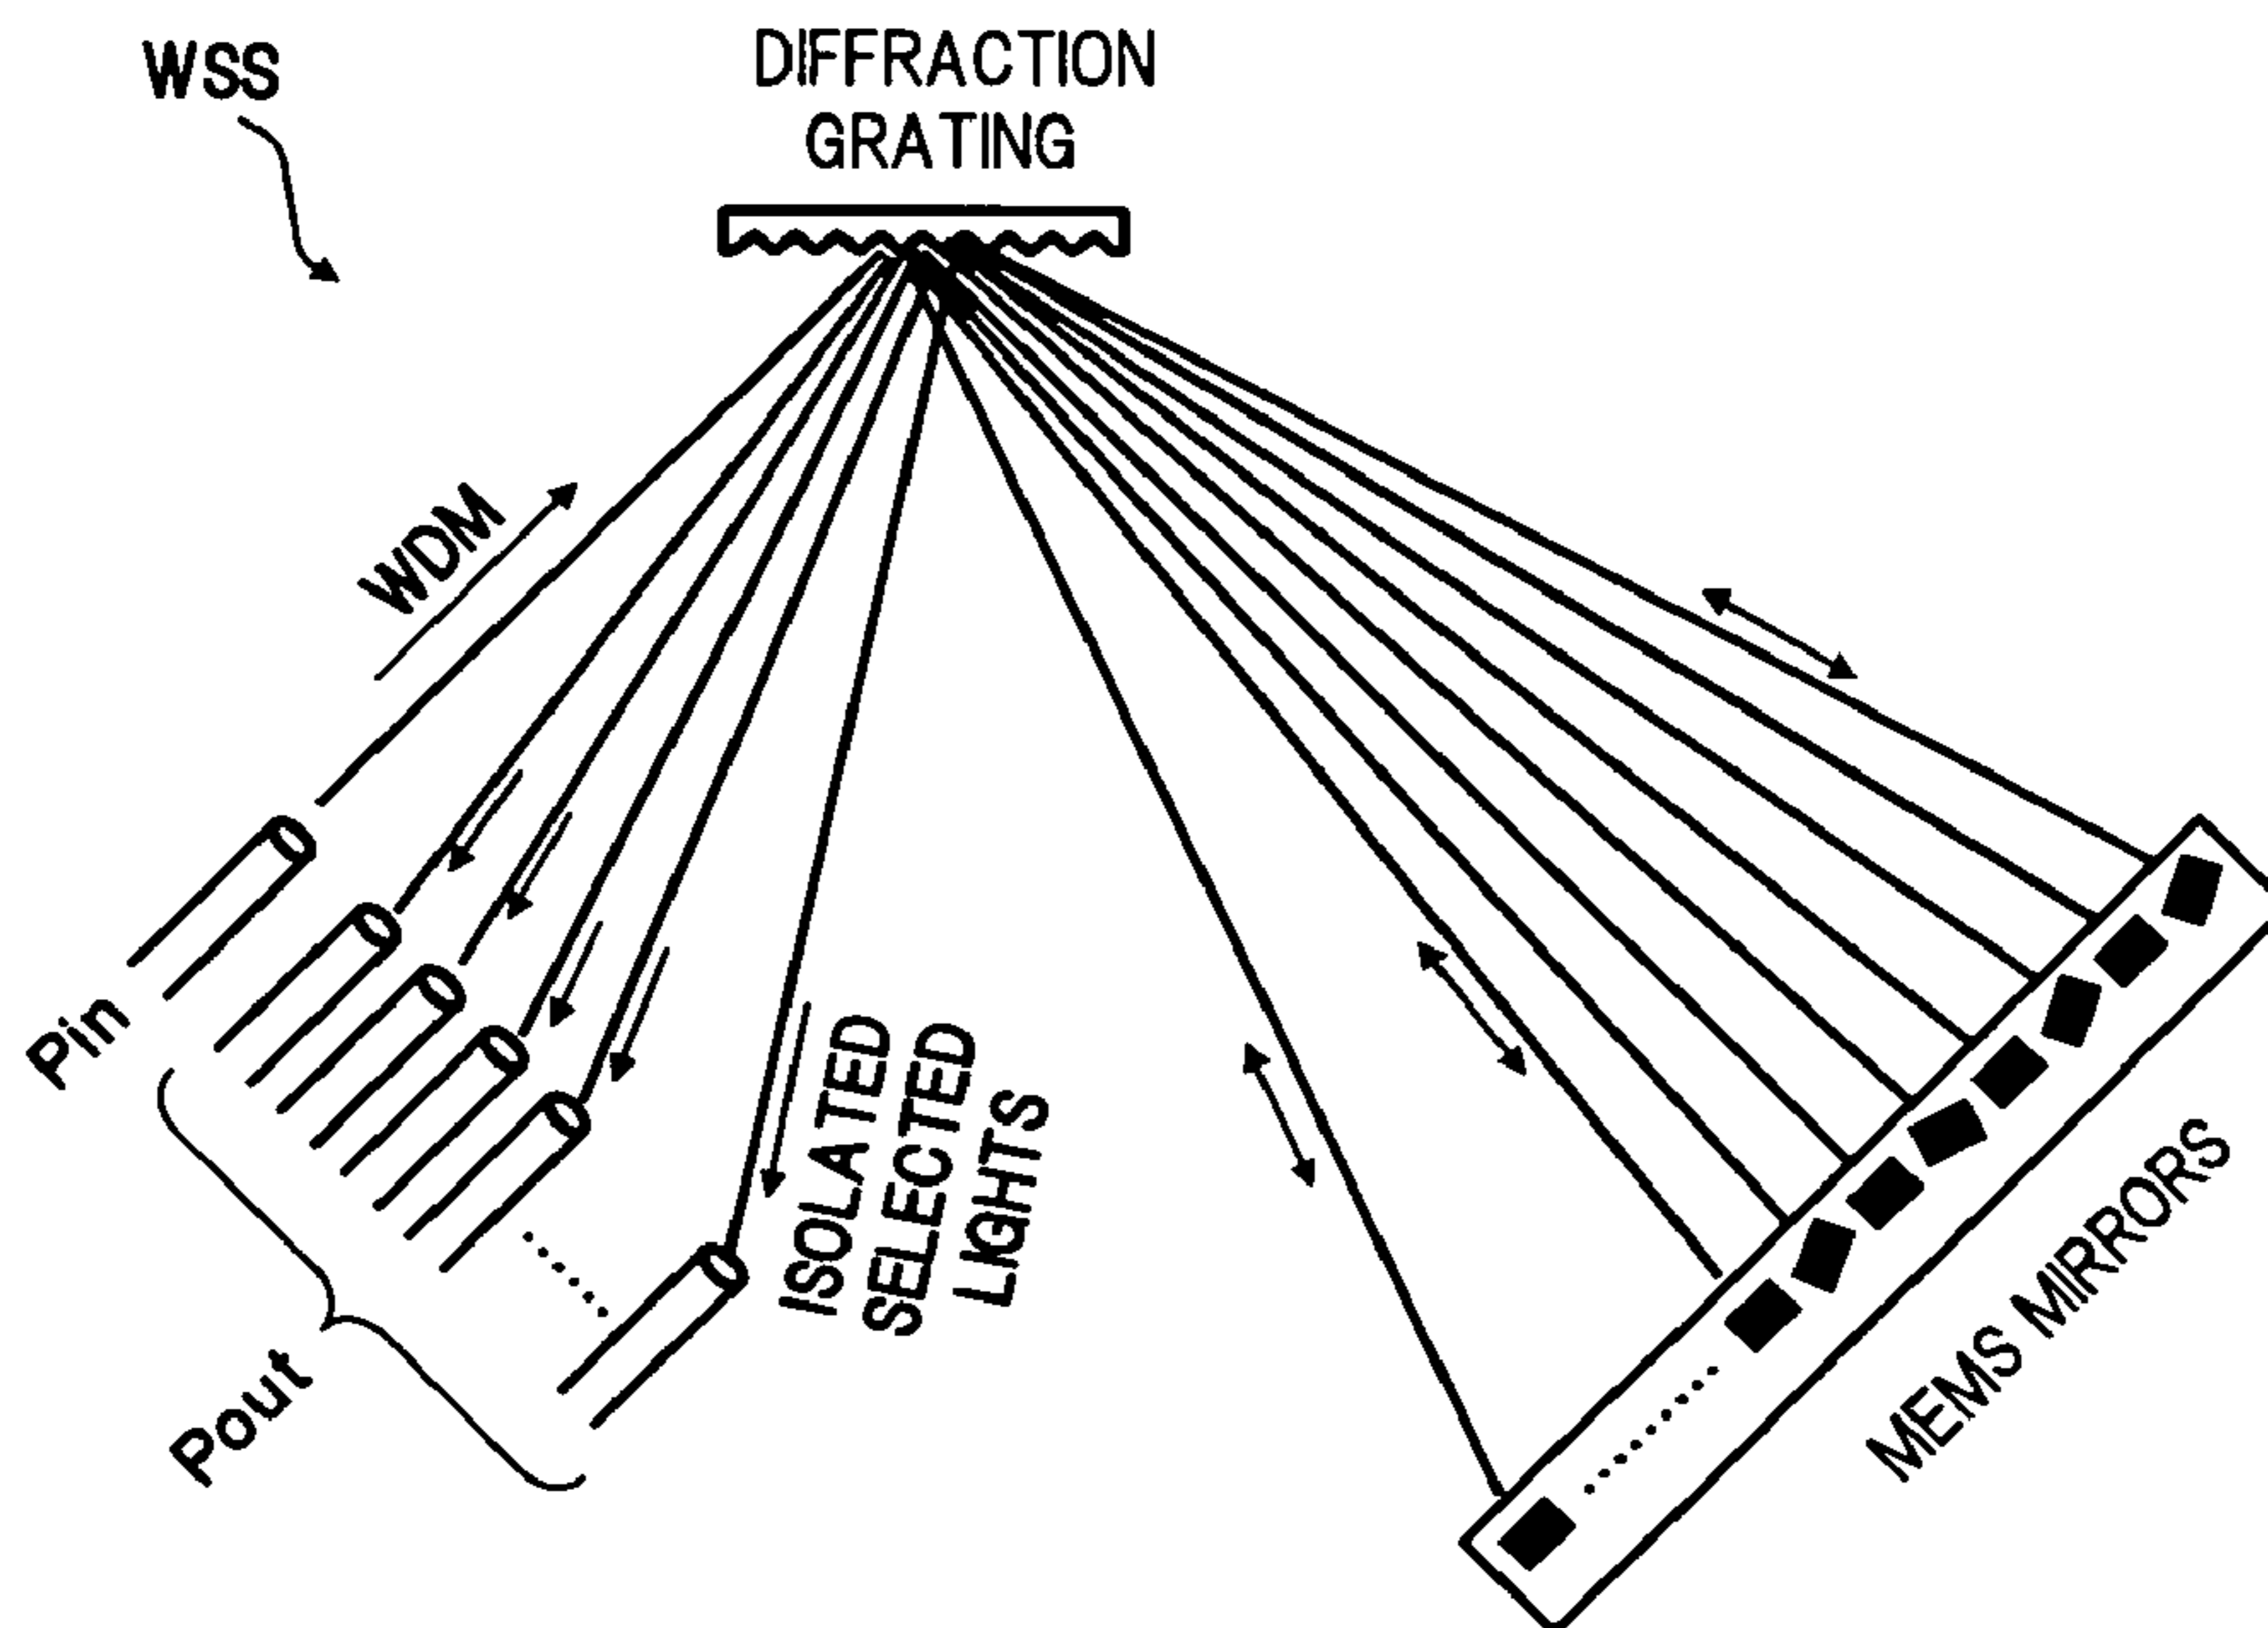 WSS
DIFFRACTION
GRATING
WDM
Pin
Pout
ISOLATED
SELECTED
LIGHTS
MEMS MIRRORS